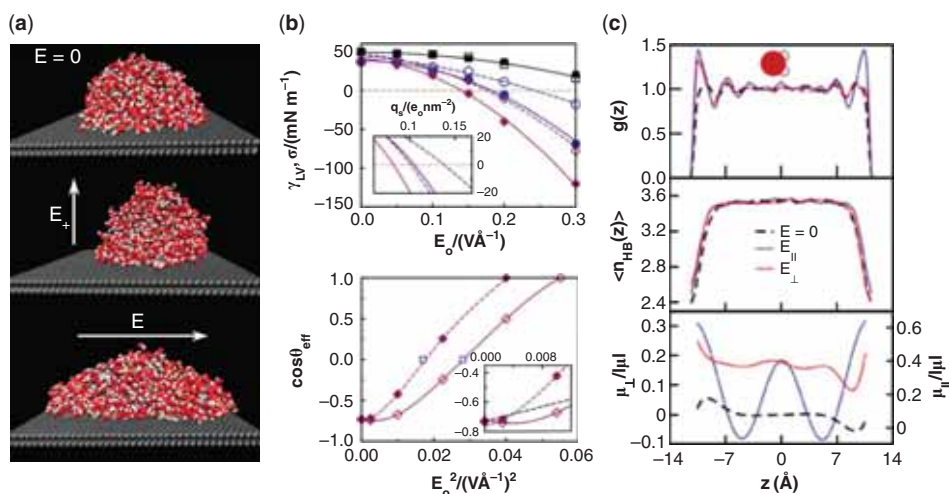 (a)
E = 0
E+
E
(b)
γLV, σ/(mN m−1)
50
0
−50
−100
−150
qs/(eonm−2)
0.1
0.15
20
0
−20
0.0
0.1
0.2
0.3
Eo/(VÅ−1)
cosθeff
1.0
0.5
0.0
−0.5
−1.0
0.000
0.008
−0.4
−0.6
−0.8
0.00
0.02
0.04
0.06
Eo2/(VÅ−1)2
(c)
g(z)
1.5
1.0
0.5
0.0
<nHB(z)>
3.6
3.2
2.8
2.4
E = 0
E||
E⊥
μ⊥/|μ|
0.3
0.2
0.1
0
−0.1
μ||/|μ|
0.6
0.4
0.2
0
−14
−7
0
7
14
z (Å)